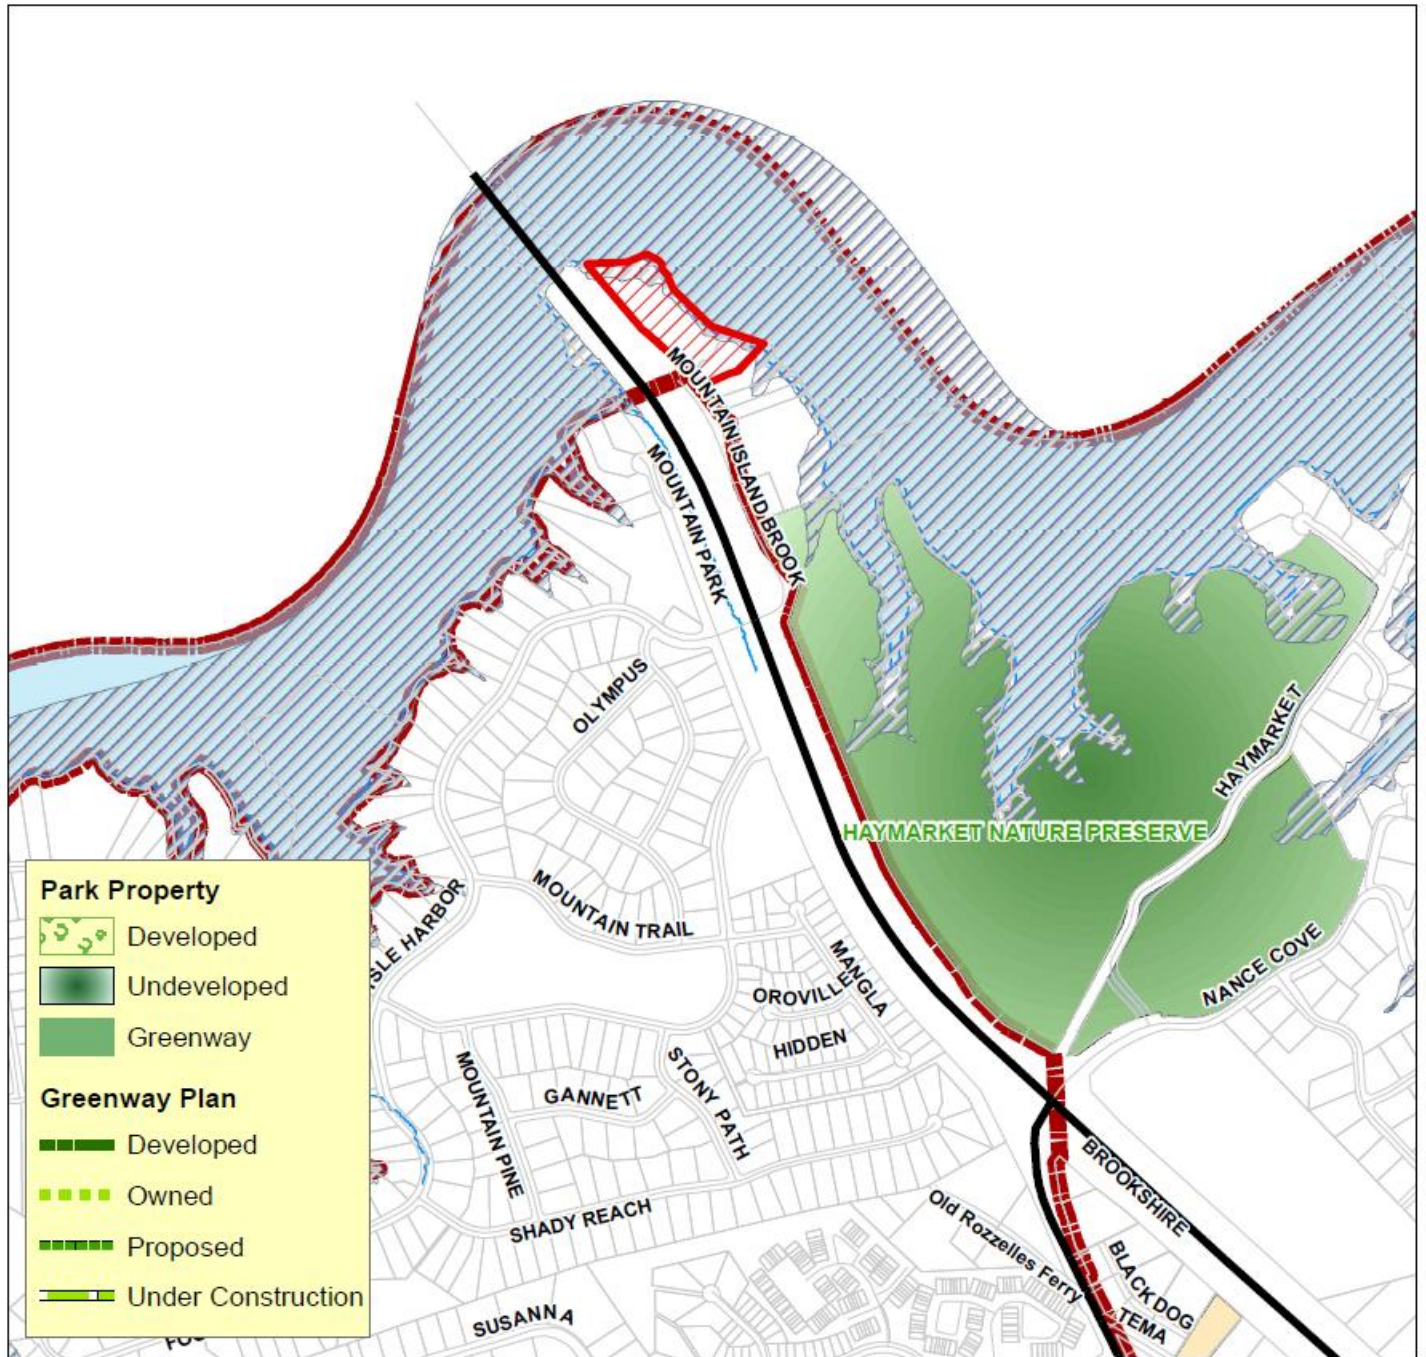 MOUNTAIN ISLAND BROOK
MOUNTAIN PARK
OLYMPUS
HAYMARKET
HAYMARKET NATURE PRESERVE
ISLE HARBOR
MOUNTAIN TRAIL
MANGLA
OROVILLE
HIDDEN
NANCE COVE
MOUNTAIN PINE
GANNETT
STONY PATH
SHADY REACH
BROOKSHIRE
Old Rozzelles Ferry
BLACK DOG
TEMA
SUSANNA
Park Property
Developed
Undeveloped
Greenway
Greenway Plan
Developed
Owned
Proposed
Under Construction